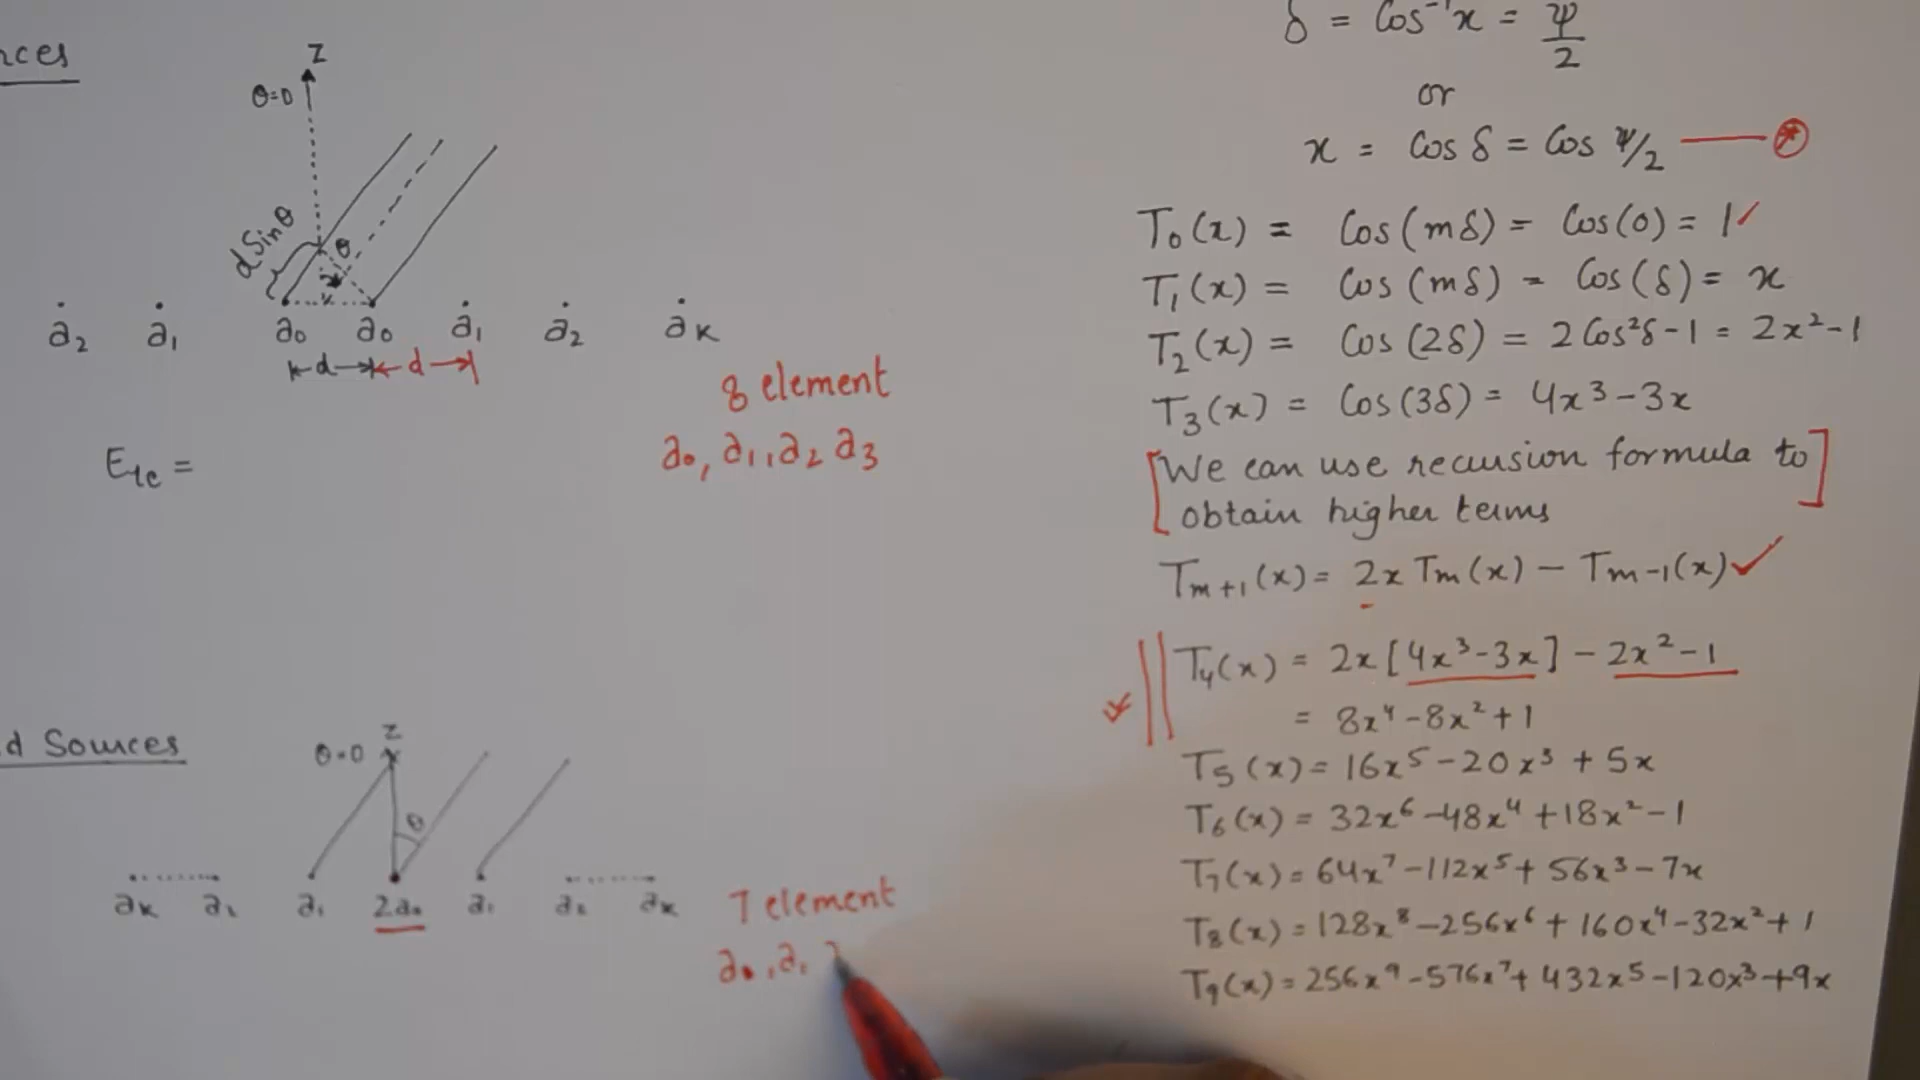 nces
Z
θ=0
d Sinθ
θ
a2 a1 a0 a0 a1 a2 aK
d d
8 element
a0, a1, a2 a3
Ete =
d Sources
Z
θ=0
θ
aK a2 a1 2a0 a1 a2 aK
7 element
a0, a1
δ = Cos⁻¹x = ψ/2
or
x = Cos δ = Cos ψ/2 —— *
T0(x) = Cos(mδ) = Cos(0) = 1 ✓
T1(x) = Cos(mδ) = Cos(δ) = x
T2(x) = Cos(2δ) = 2Cos²δ-1 = 2x²-1
T3(x) = Cos(3δ) = 4x³-3x
[We can use recusion formula to
obtain higher terms]
Tm+1(x) = 2x Tm(x) - Tm-1(x) ✓
T4(x) = 2x[4x³-3x] - 2x²-1
= 8x⁴-8x²+1
T5(x) = 16x⁵-20x³+5x
T6(x) = 32x⁶-48x⁴+18x²-1
T7(x) = 64x⁷-112x⁵+56x³-7x
T8(x) = 128x⁸-256x⁶+160x⁴-32x²+1
T9(x) = 256x⁹-576x⁷+432x⁵-120x³+9x